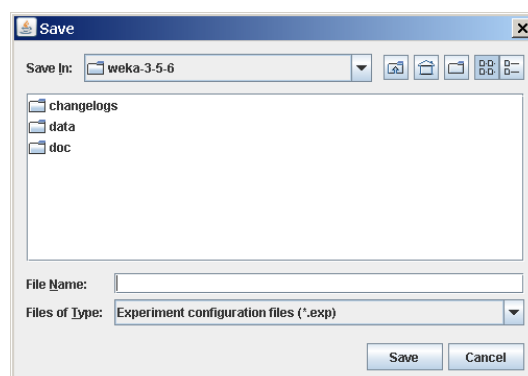 Save
Save In: weka-3-5-6
changelogs
data
doc
File Name:
Files of Type: Experiment configuration files (*.exp)
Save Cancel